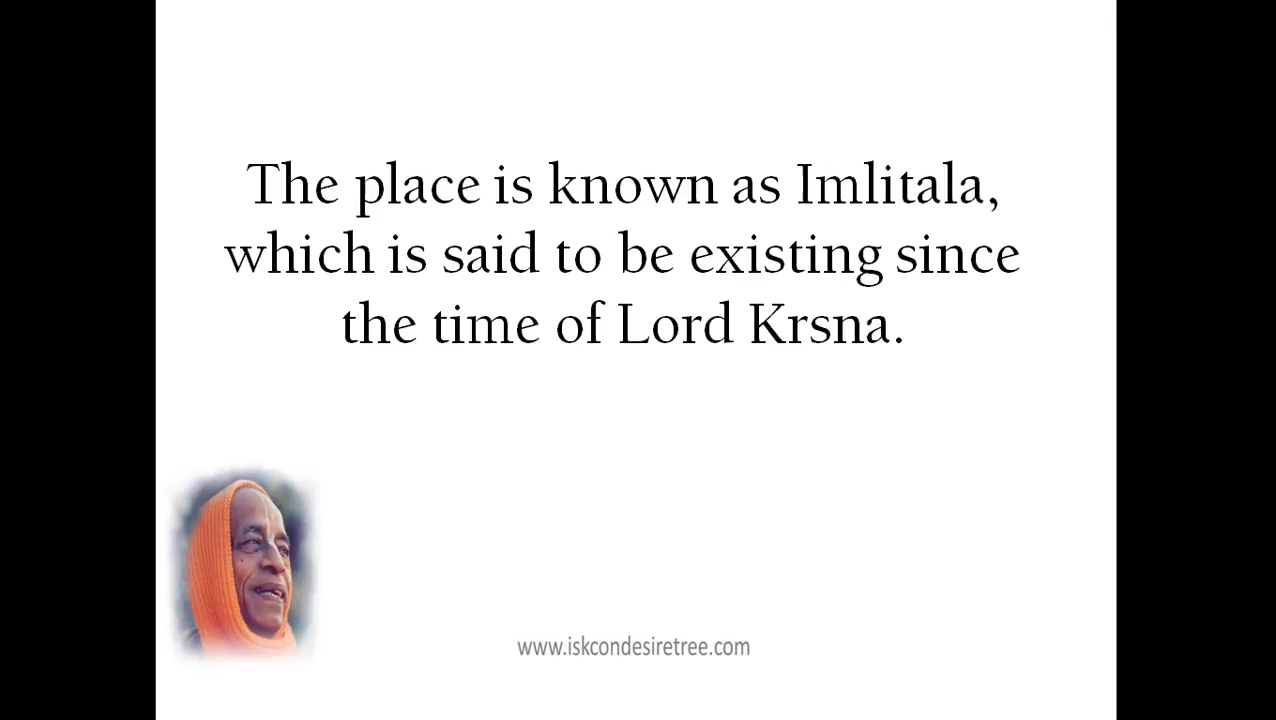 The place is known as Imlitala,
which is said to be existing since
the time of Lord Krsna.
www.iskcondesiretree.com